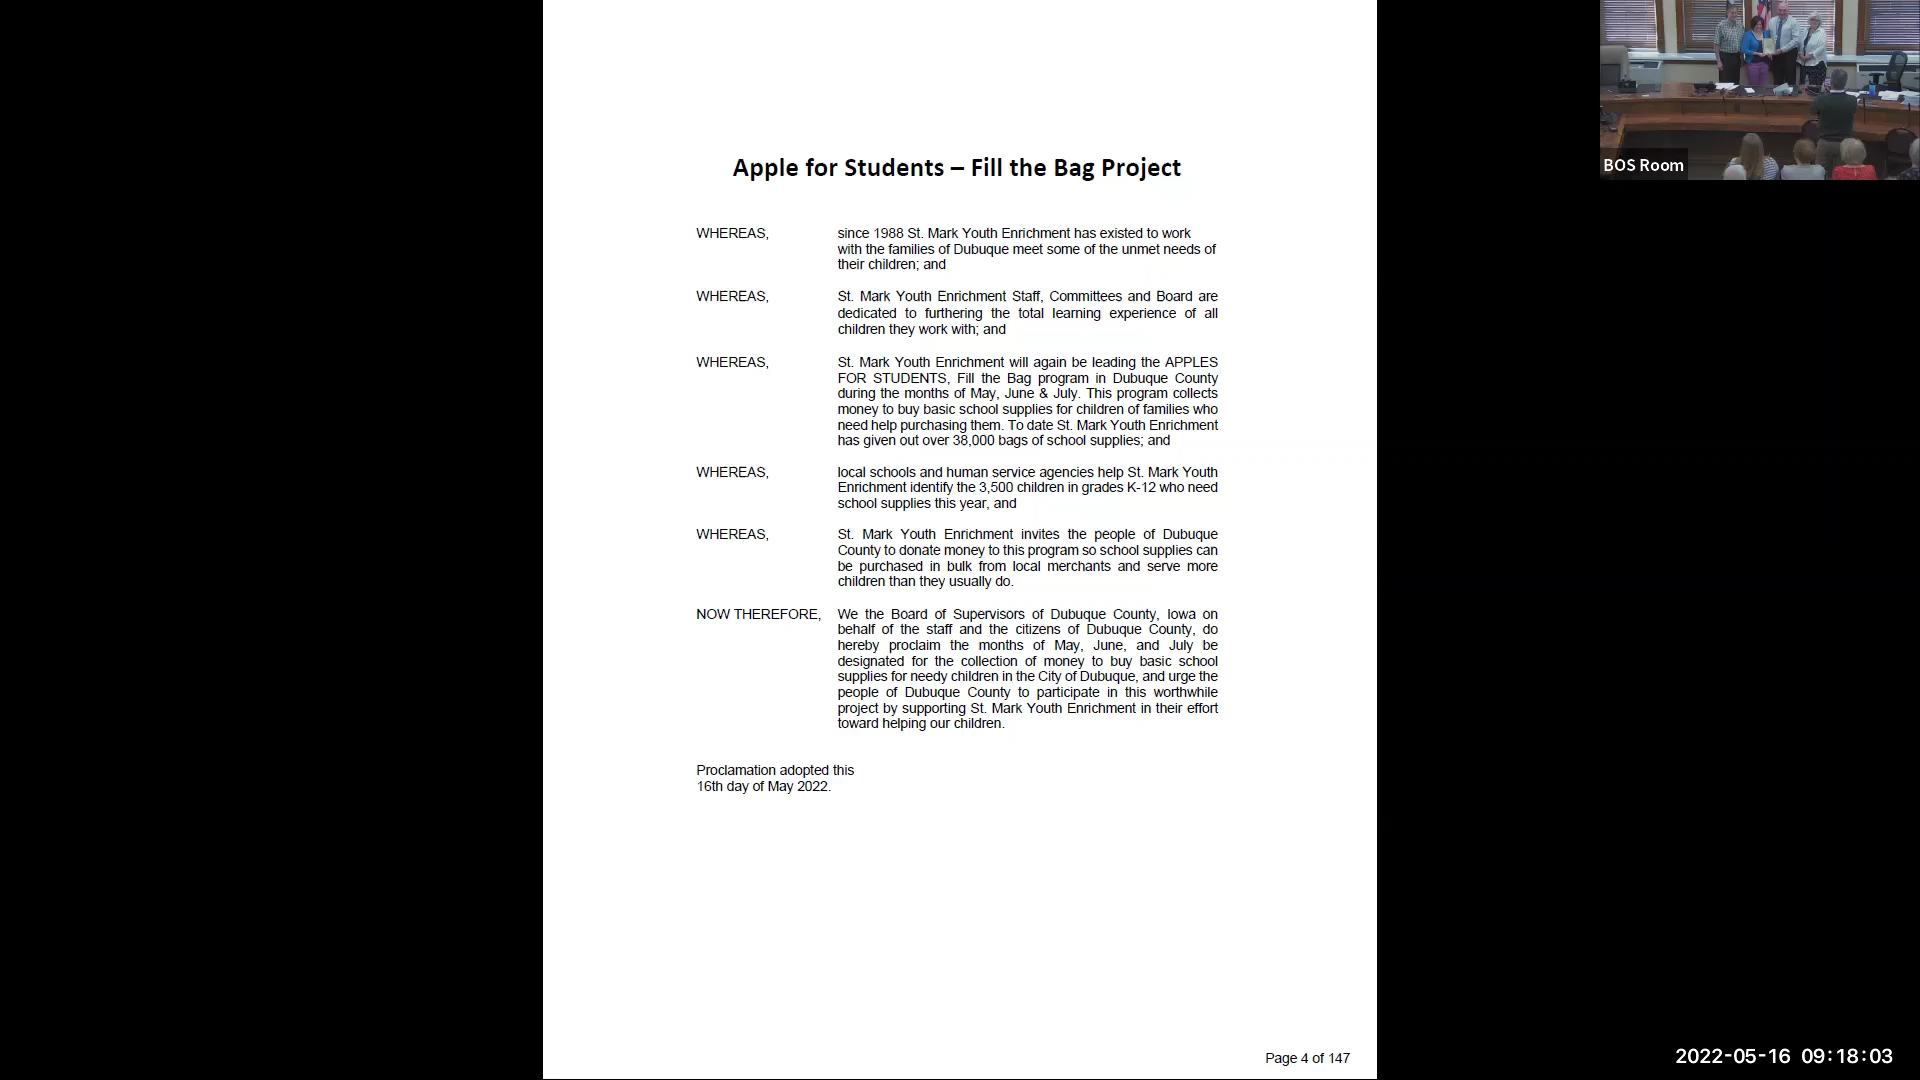 Apple for Students – Fill the Bag Project
WHEREAS, since 1988 St. Mark Youth Enrichment has existed to work
with the families of Dubuque meet some of the unmet needs of
their children; and
WHEREAS, St. Mark Youth Enrichment Staff, Committees and Board are
dedicated to furthering the total learning experience of all
children they work with; and
WHEREAS, St. Mark Youth Enrichment will again be leading the APPLES
FOR STUDENTS, Fill the Bag program in Dubuque County
during the months of May, June & July. This program collects
money to buy basic school supplies for children of families who
need help purchasing them. To date St. Mark Youth Enrichment
has given out over 38,000 bags of school supplies; and
WHEREAS, local schools and human service agencies help St. Mark Youth
Enrichment identify the 3,500 children in grades K-12 who need
school supplies this year, and
WHEREAS, St. Mark Youth Enrichment invites the people of Dubuque
County to donate money to this program so school supplies can
be purchased in bulk from local merchants and serve more
children than they usually do.
NOW THEREFORE, We the Board of Supervisors of Dubuque County, Iowa on
behalf of the staff and the citizens of Dubuque County, do
hereby proclaim the months of May, June, and July be
designated for the collection of money to buy basic school
supplies for needy children in the City of Dubuque, and urge the
people of Dubuque County to participate in this worthwhile
project by supporting St. Mark Youth Enrichment in their effort
toward helping our children.
Proclamation adopted this
16th day of May 2022.
Page 4 of 147
BOS Room
2022-05-16 09:18:03